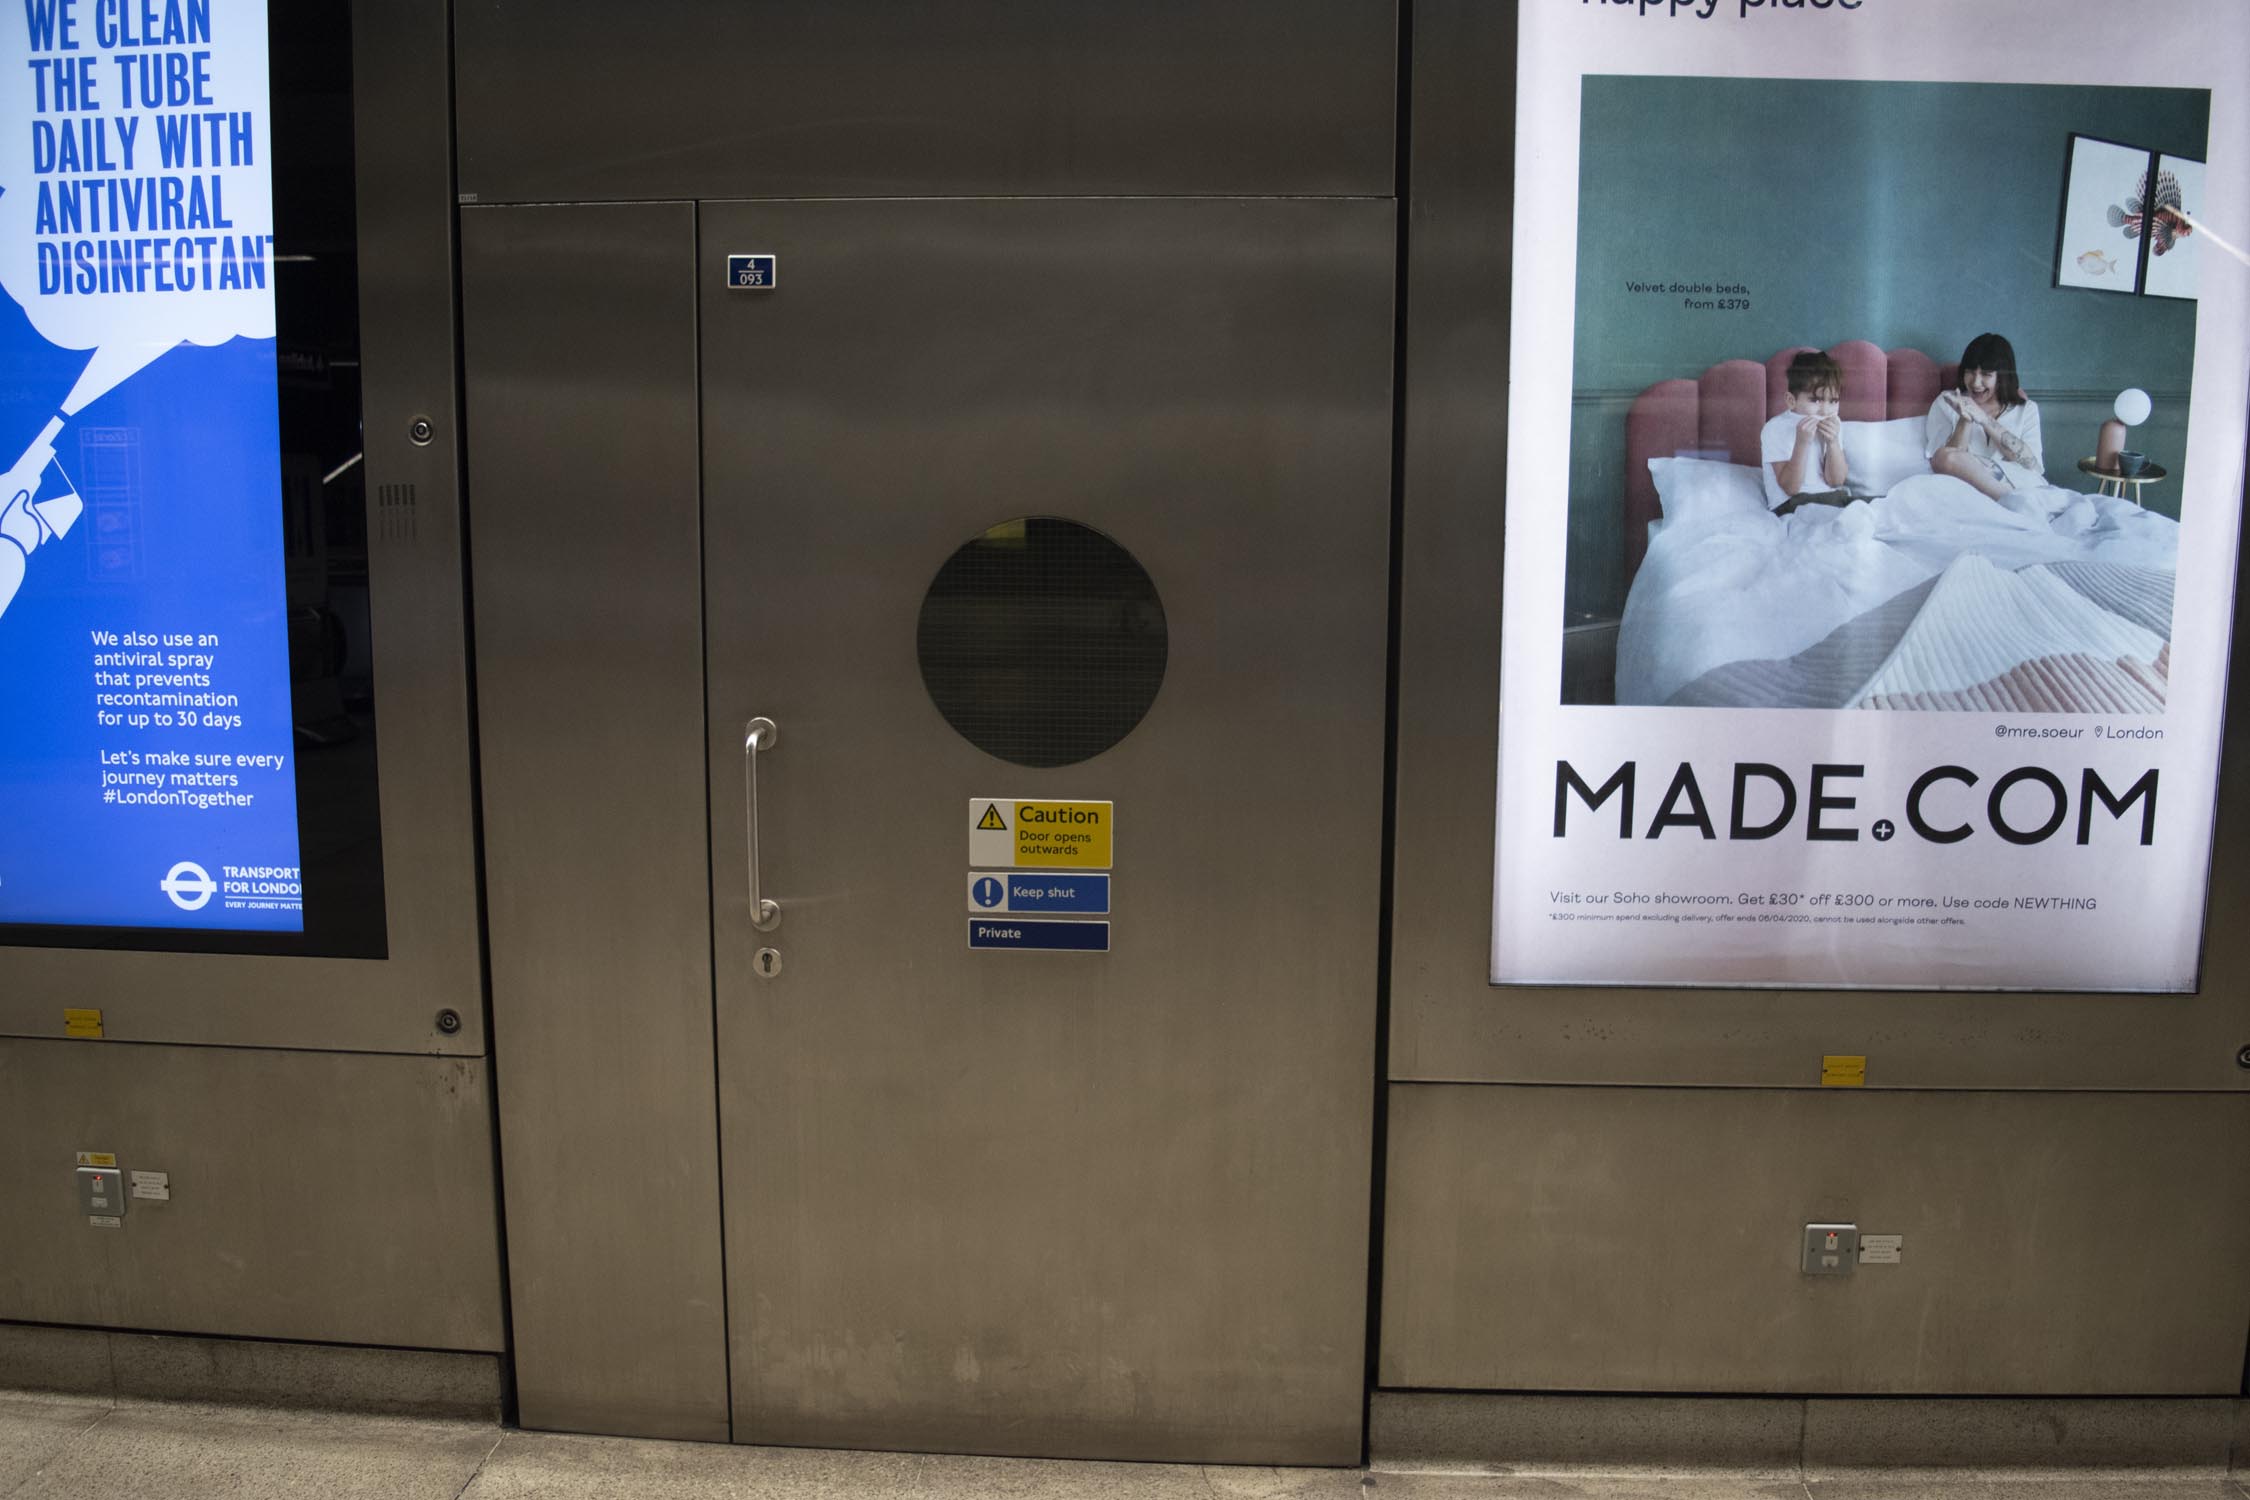 WE CLEAN
THE TUBE
DAILY WITH
ANTIVIRAL
DISINFECTANT
We also use an
antiviral spray
that prevents
recontamination
for up to 30 days
Let's make sure every
journey matters
#LondonTogether
TRANSPORT
FOR LONDO
EVERY JOURNEY MATTE
4
093
Caution
Door opens
outwards
Keep shut
Private
happy place
Velvet double beds,
from £379
@mre.soeur London
MADE.COM
Visit our Soho showroom. Get £30* off £300 or more. Use code NEWTHING
*£300 minimum spend excluding delivery, offer ends 06/04/2020, cannot be used alongside other offers.